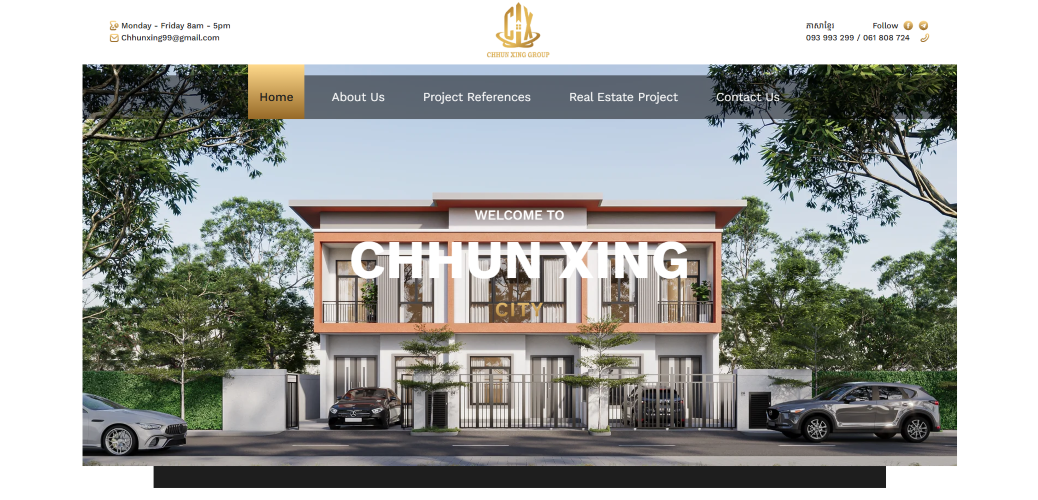 Monday - Friday 8am - 5pm
Chhunxing99@gmail.com
CHHUN XING GROUP
ភាសាខ្មែរ
Follow
093 993 299 / 061 808 724
Home
About Us
Project References
Real Estate Project
Contact Us
WELCOME TO
CHHUN XING
CITY